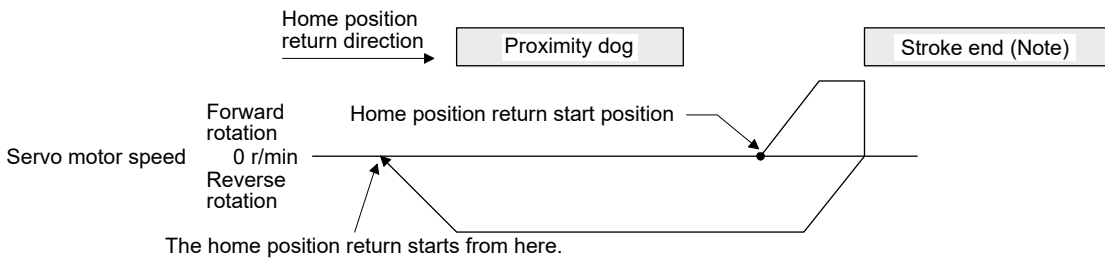 Home position
return direction
Proximity dog
Stroke end (Note)
Forward
rotation
Home position return start position
Servo motor speed
0 r/min
Reverse
rotation
The home position return starts from here.